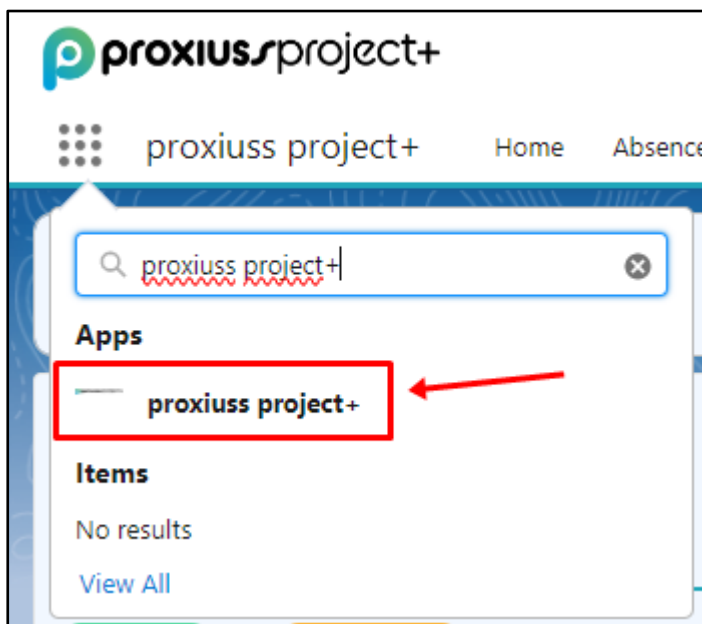 proxiussproject+
proxiuss project+ Home Absence
proxiuss project+
Apps
proxiuss project+
Items
No results
View All